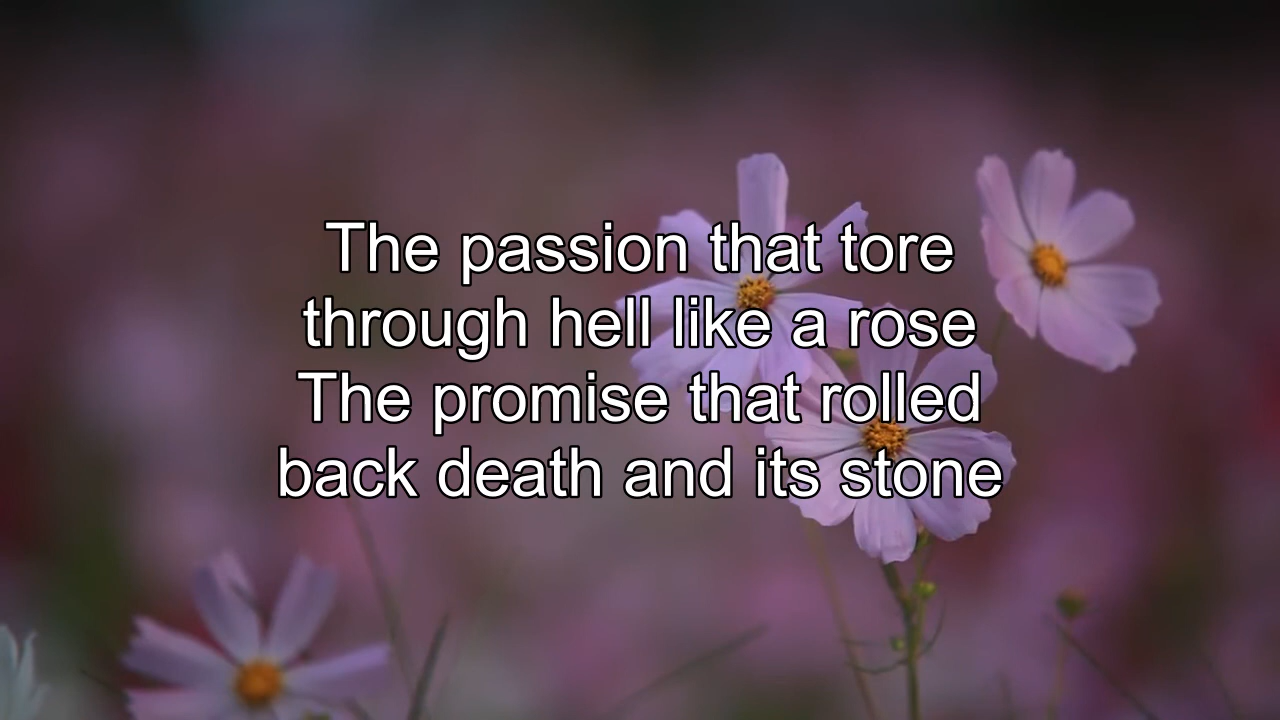 The passion that tore
through hell like a rose
The promise that rolled
back death and its stone